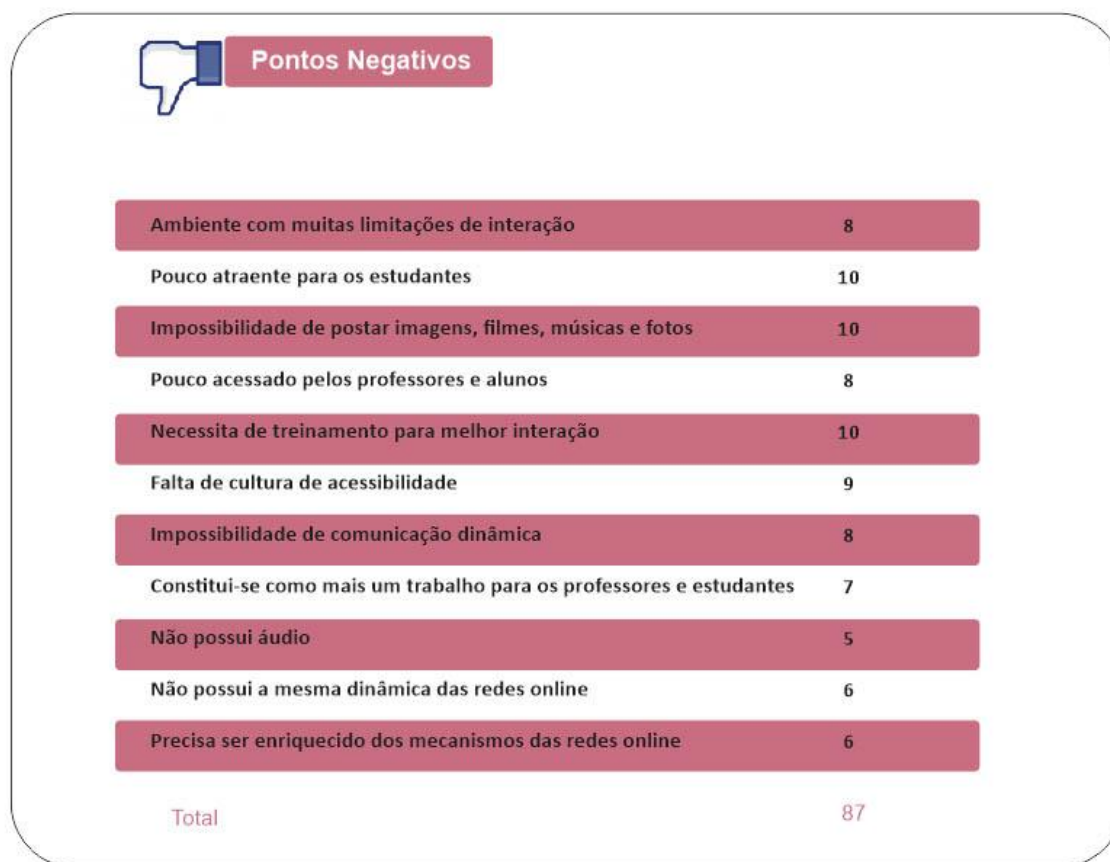 Pontos Negativos
Ambiente com muitas limitações de interação 8
Pouco atraente para os estudantes 10
Impossibilidade de postar imagens, filmes, músicas e fotos 10
Pouco acessado pelos professores e alunos 8
Necessita de treinamento para melhor interação 10
Falta de cultura de acessibilidade 9
Impossibilidade de comunicação dinâmica 8
Constitui-se como mais um trabalho para os professores e estudantes 7
Não possui áudio 5
Não possui a mesma dinâmica das redes online 6
Precisa ser enriquecido dos mecanismos das redes online 6
Total 87